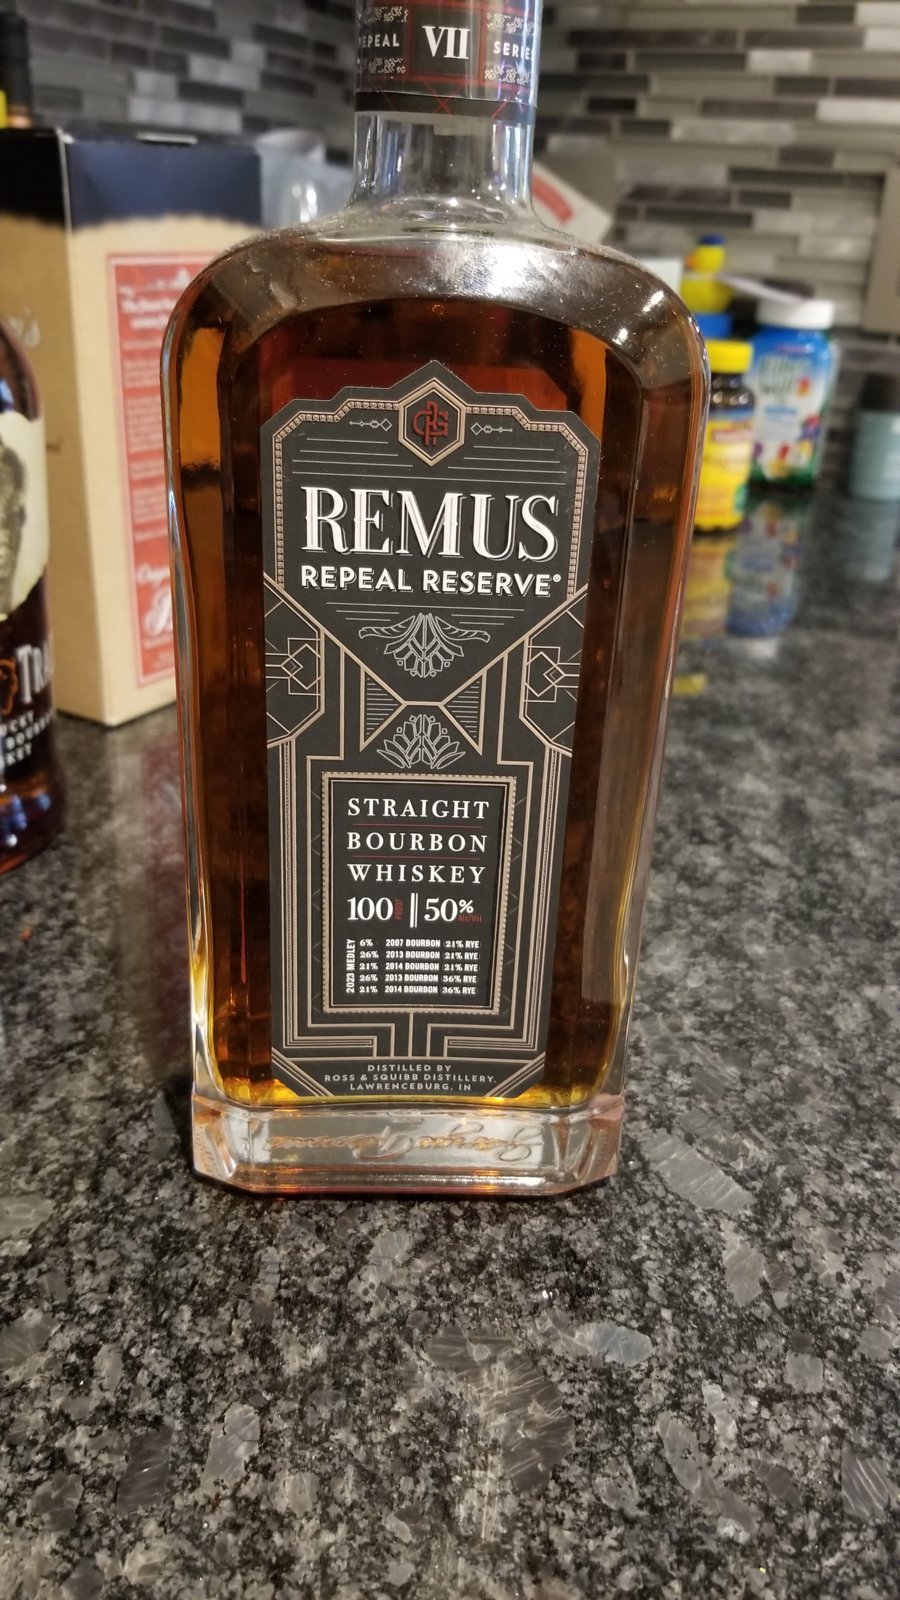 REPEAL VII SERIES
REMUS
REPEAL RESERVE®
STRAIGHT
BOURBON
WHISKEY
100 PROOF 50% Alc/Vol
2023 MEDLEY
6% 2007 BOURBON 21% RYE
26% 2013 BOURBON 21% RYE
21% 2014 BOURBON 21% RYE
26% 2013 BOURBON 36% RYE
21% 2014 BOURBON 36% RYE
DISTILLED BY
ROSS & SQUIBB DISTILLERY,
LAWRENCEBURG, IN